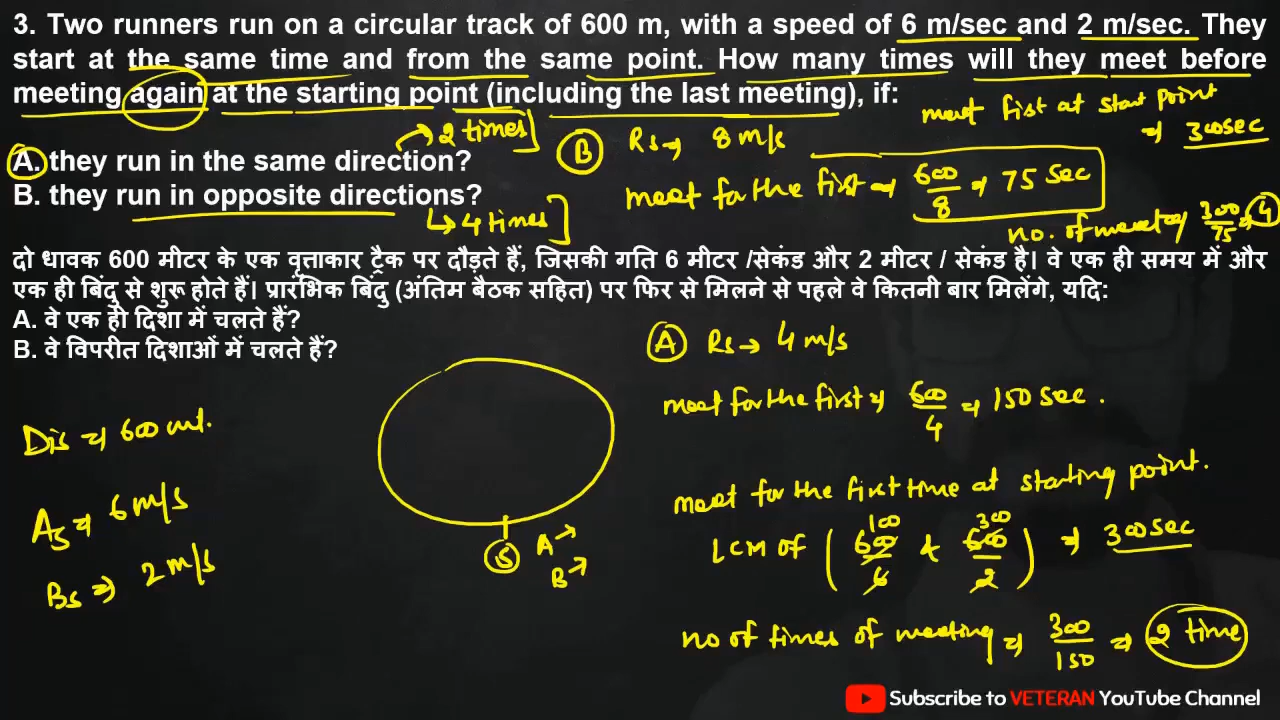 3. Two runners run on a circular track of 600 m, with a speed of 6 m/sec and 2 m/sec. They
start at the same time and from the same point. How many times will they meet before
meeting again at the starting point (including the last meeting), if:
meet first at start point
⇒ 300sec
→ 2 times]
A. they run in the same direction?
B Rs → 8 m/s
B. they run in opposite directions?
↳ 4 times]
meet for the first ⇒ 600/8 ⇒ 75 Sec
no. of meeting 300/75 ⇒ 4
दो धावक 600 मीटर के एक वृत्ताकार ट्रैक पर दौड़ते हैं, जिसकी गति 6 मीटर /सेकंड और 2 मीटर / सेकंड है। वे एक ही समय में और
एक ही बिंदु से शुरू होते हैं। प्रारंभिक बिंदु (अंतिम बैठक सहित) पर फिर से मिलने से पहले वे कितनी बार मिलेंगे, यदि:
A. वे एक ही दिशा में चलते हैं?
B. वे विपरीत दिशाओं में चलते हैं?
A Rs → 4 m/s
meet for the first ⇒ 600/4 ⇒ 150 sec.
Dis ⇒ 600 mt.
As ⇒ 6 m/s
Bs ⇒ 2 m/s
S A →
B →
meet for the first time at starting point.
100 300
LCM of (600/6 & 600/2) ⇒ 300 sec
no of times of meeting ⇒ 300/150 ⇒ 2 time
Subscribe to VETERAN YouTube Channel